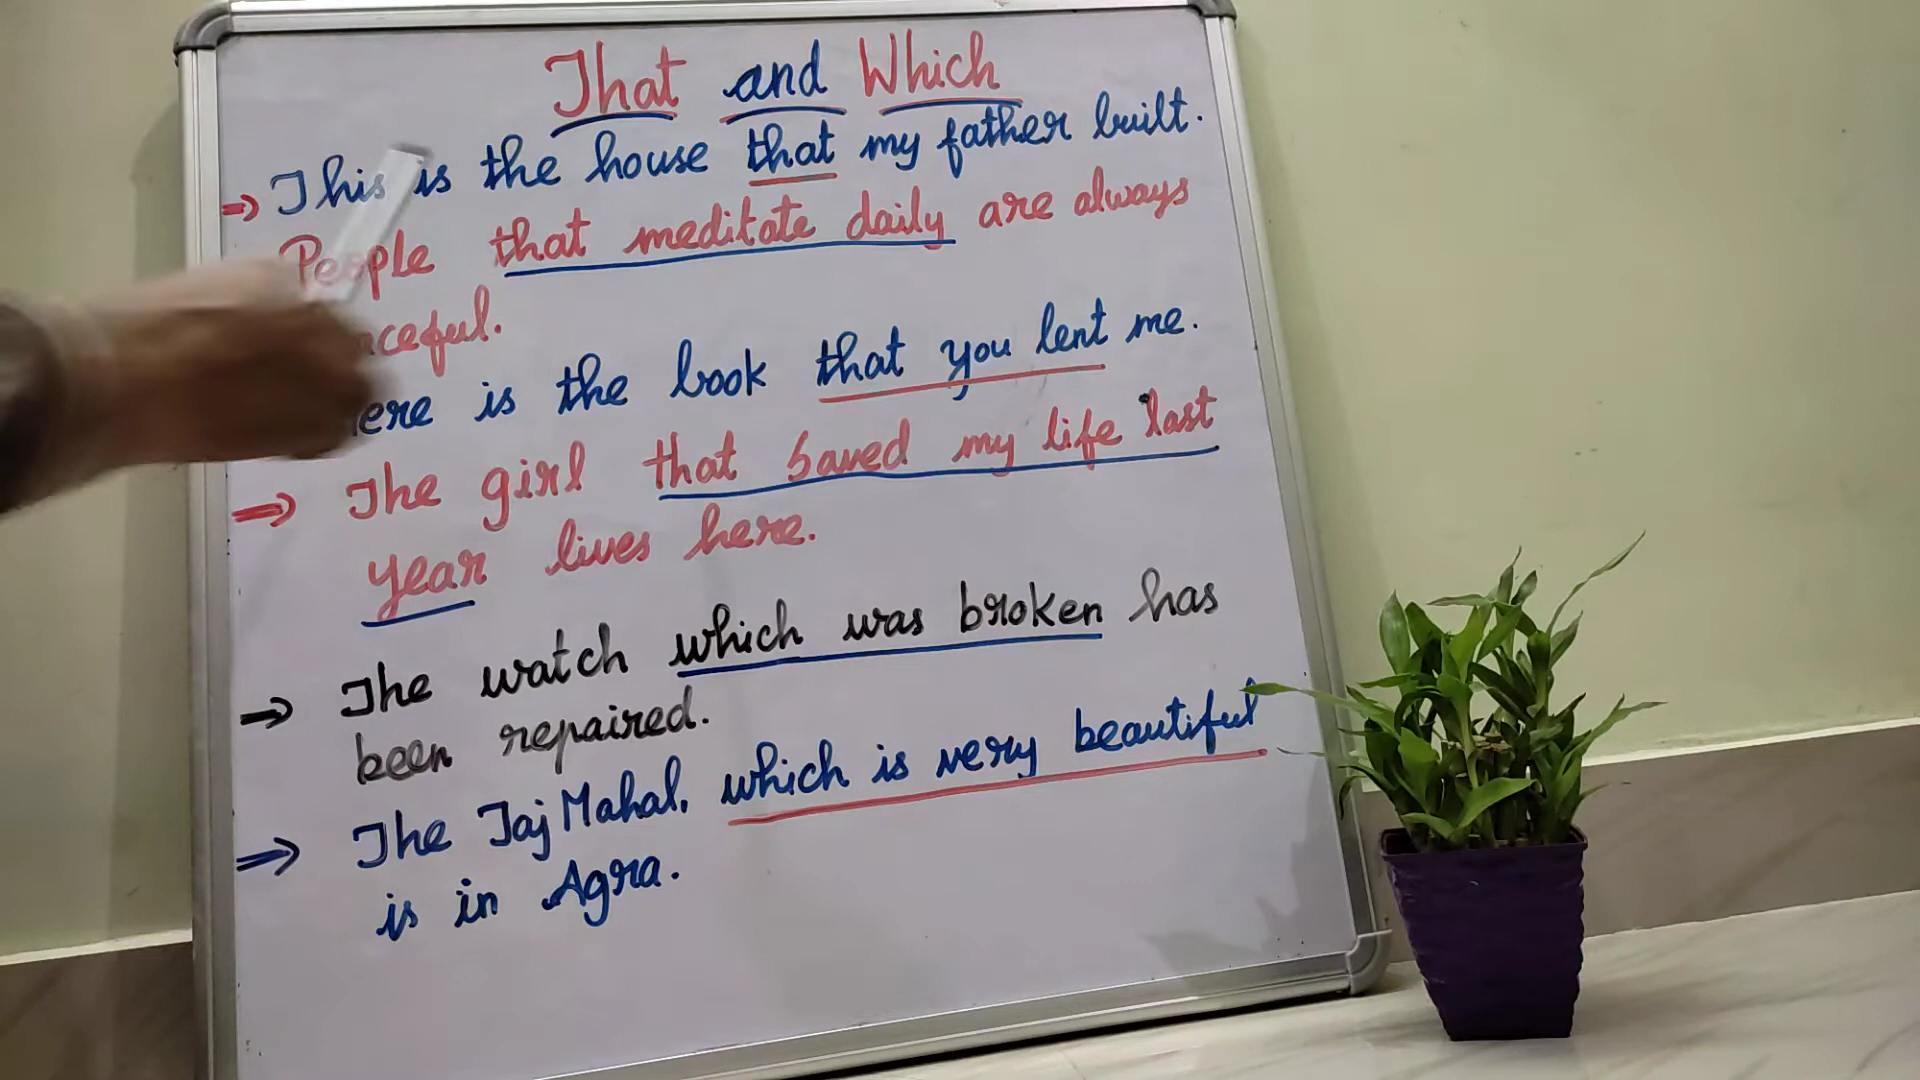 That and Which
⇒ This is the house that my father built.
People that meditate daily are always
is the book that you lent me.
⇒ The girl that saved my life last
year lives here.
→ The watch which was broken has
been repaired.
⇒ The Taj Mahal, which is very beautiful
is in Agra.